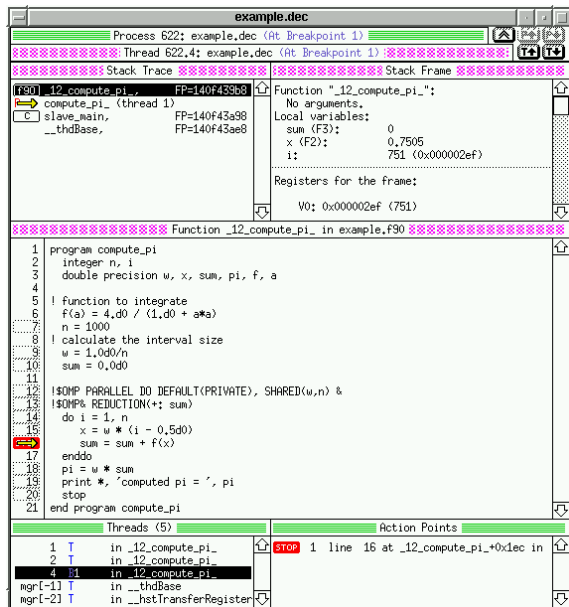 example.dec
Process 622: example.dec (At Breakpoint 1)
Thread 622.4: example.dec (At Breakpoint 1)
Stack Trace
f90 _12_compute_pi_, FP=140f439b8
compute_pi_ (thread 1)
C slave_main, FP=140f43a98
__thdBase, FP=140f43ae8
Stack Frame
Function "_12_compute_pi_":
No arguments.
Local variables:
sum (F3): 0
x (F2): 0.7505
i: 751 (0x000002ef)
Registers for the frame:
V0: 0x000002ef (751)
Function _12_compute_pi_ in example.f90
1 program compute_pi
2 integer n, i
3 double precision w, x, sum, pi, f, a
4
5 ! function to integrate
6 f(a) = 4.d0 / (1.d0 + a*a)
7 n = 1000
8 ! calculate the interval size
9 w = 1.0d0/n
10 sum = 0.0d0
11
12 !$OMP PARALLEL DO DEFAULT(PRIVATE), SHARED(w,n) &
13 !$OMP& REDUCTION(+: sum)
14 do i = 1, n
15 x = w * (i - 0.5d0)
sum = sum + f(x)
17 enddo
18 pi = w * sum
19 print *, 'computed pi = ', pi
20 stop
21 end program compute_pi
Threads (5)
1 T in _12_compute_pi_
2 T in _12_compute_pi_
4 B1 in _12_compute_pi_
mgr[-1] T in __thdBase
mgr[-2] T in __hstTransferRegister
Action Points
STOP 1 line 16 at _12_compute_pi_+0x1ec in